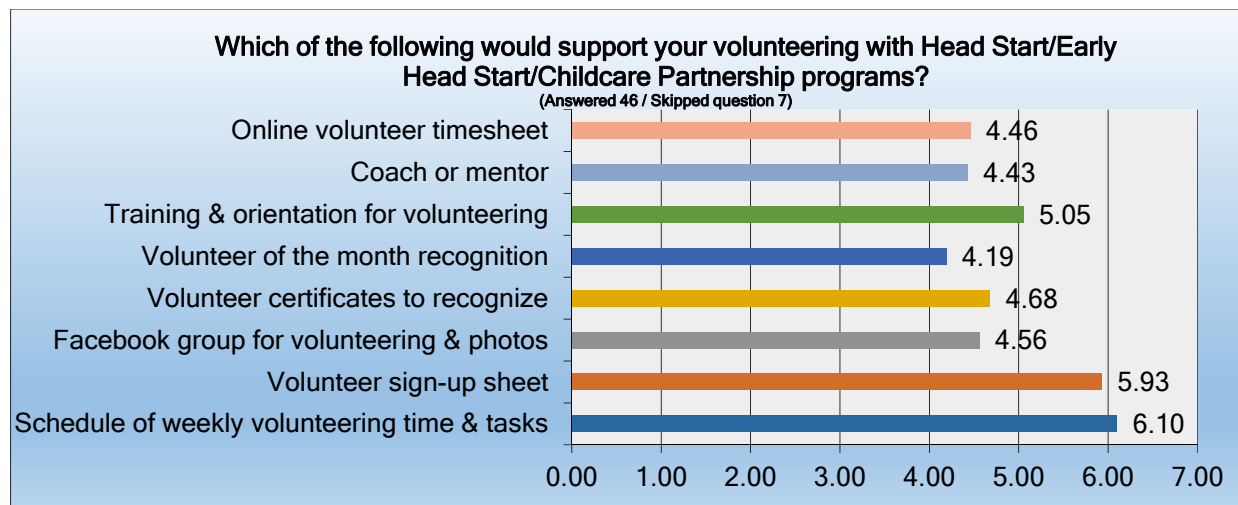 Which of the following would support your volunteering with Head Start/Early
Head Start/Childcare Partnership programs?
(Answered 46 / Skipped question 7)
Online volunteer timesheet 4.46
Coach or mentor 4.43
Training & orientation for volunteering 5.05
Volunteer of the month recognition 4.19
Volunteer certificates to recognize 4.68
Facebook group for volunteering & photos 4.56
Volunteer sign-up sheet 5.93
Schedule of weekly volunteering time & tasks 6.10
0.00 1.00 2.00 3.00 4.00 5.00 6.00 7.00